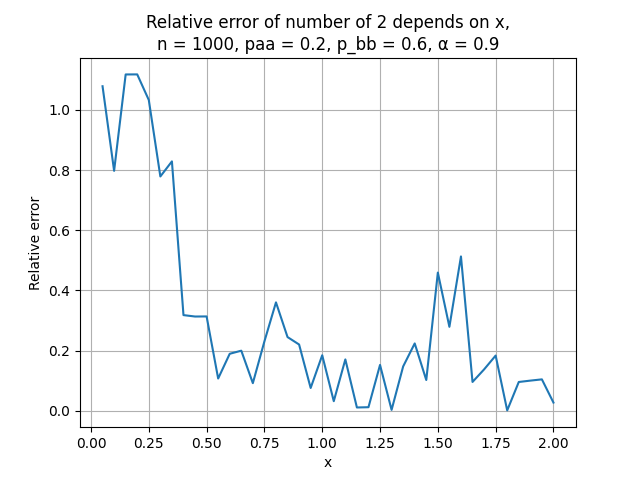 Relative error of number of 2 depends on x,
n = 1000, paa = 0.2, p_bb = 0.6, α = 0.9
Relative error
1.0
0.8
0.6
0.4
0.2
0.0
0.00 0.25 0.50 0.75 1.00 1.25 1.50 1.75 2.00
x